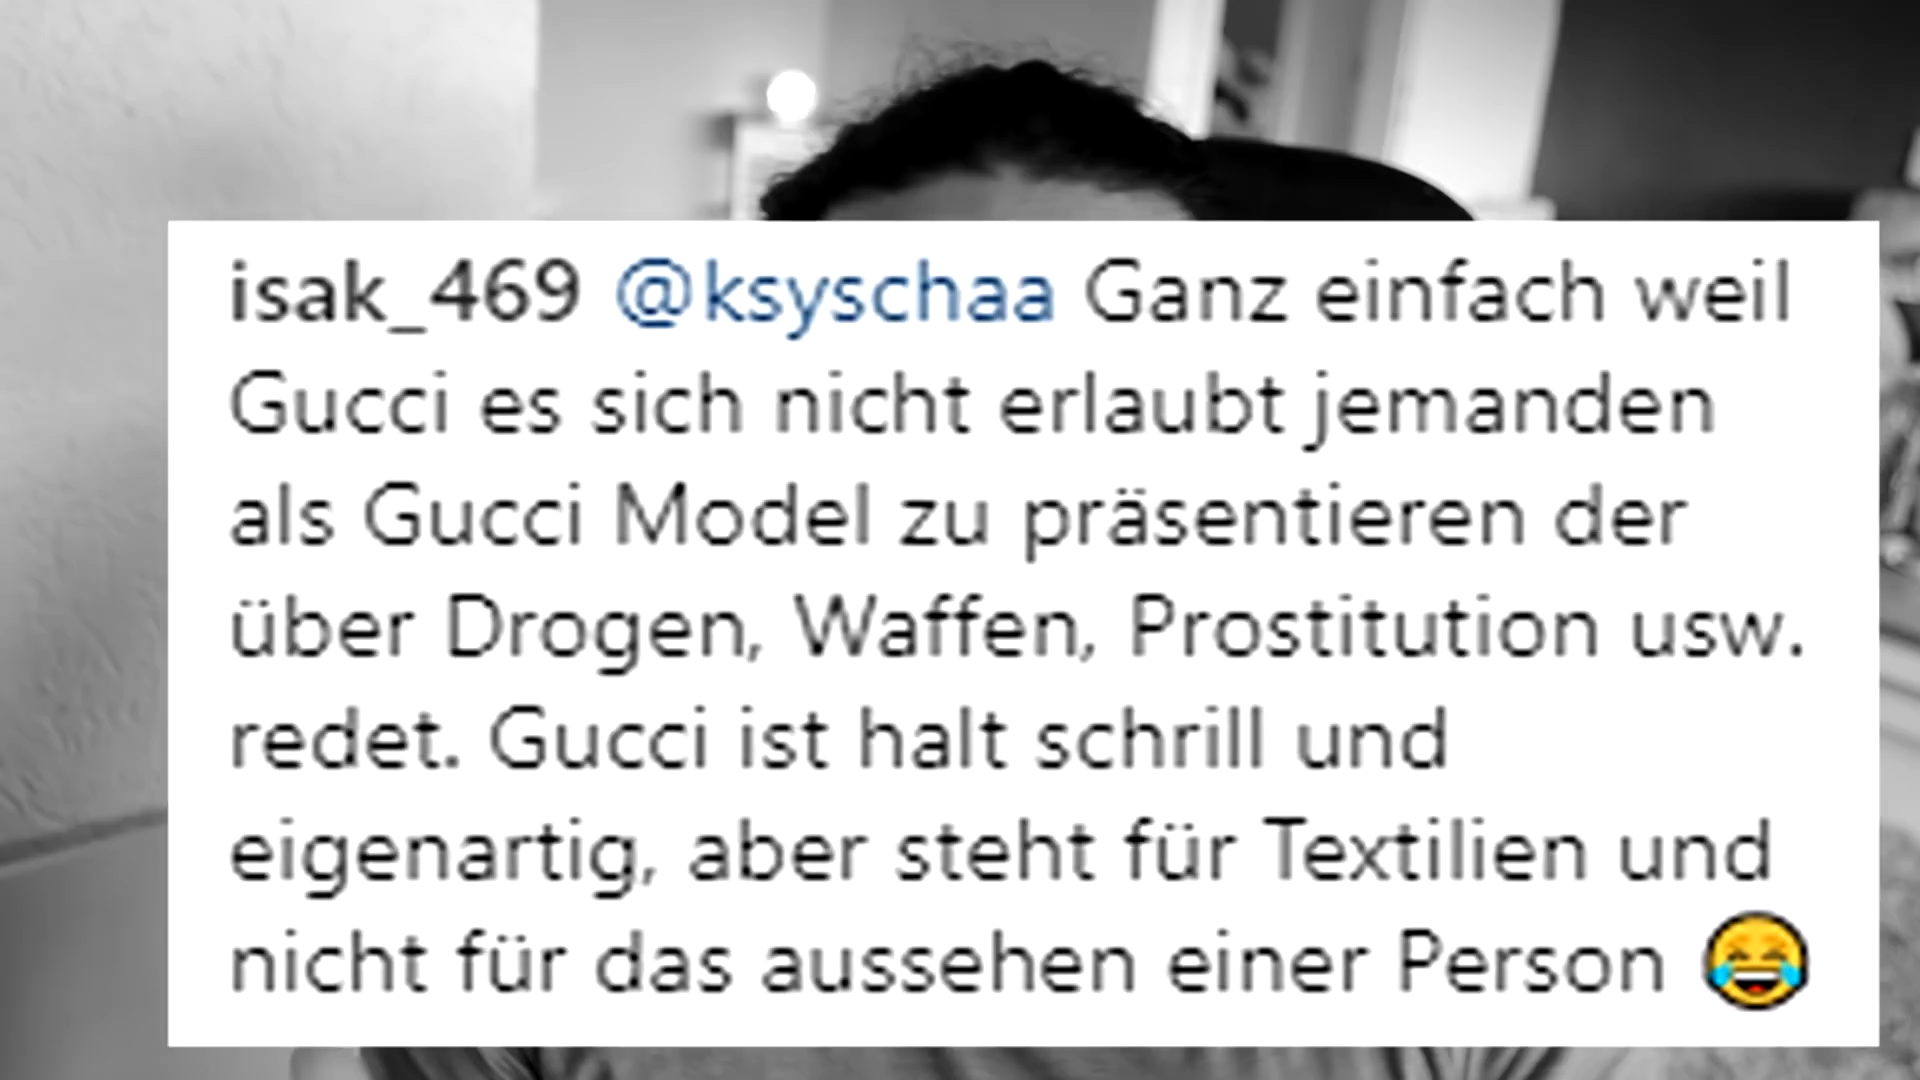 isak_469 @ksyschaa Ganz einfach weil
Gucci es sich nicht erlaubt jemanden
als Gucci Model zu präsentieren der
über Drogen, Waffen, Prostitution usw.
redet. Gucci ist halt schrill und
eigenartig, aber steht für Textilien und
nicht für das aussehen einer Person 😂